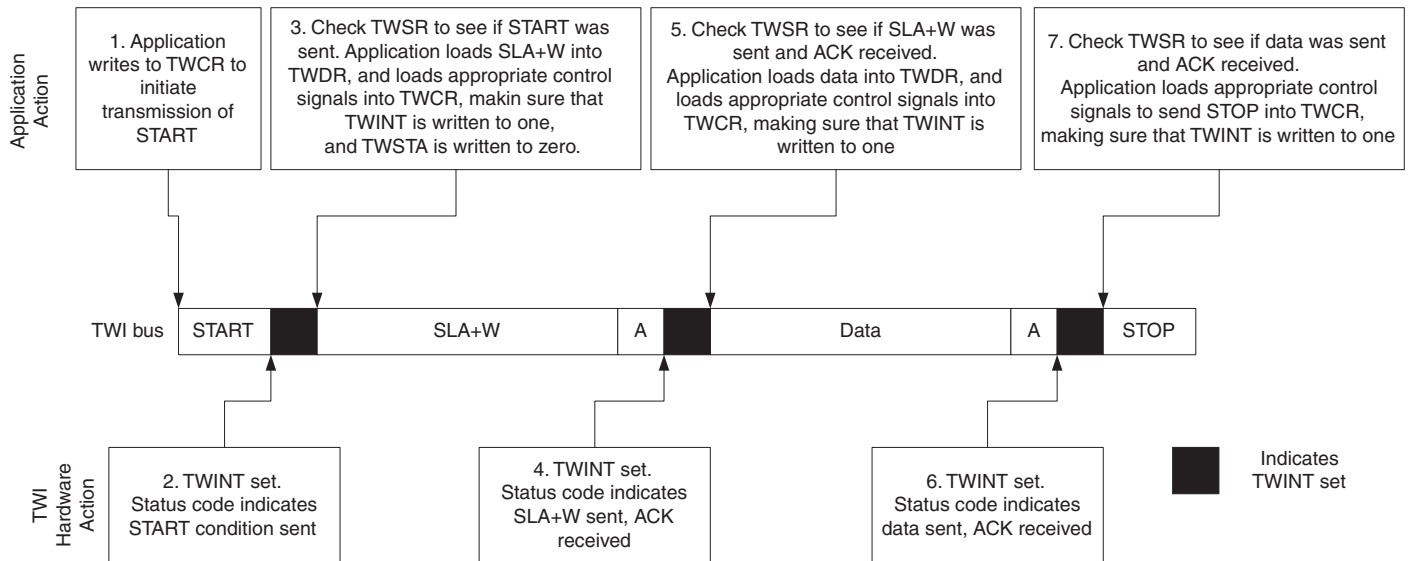 Application
Action
1. Application
writes to TWCR to
initiate
transmission of
START
3. Check TWSR to see if START was
sent. Application loads SLA+W into
TWDR, and loads appropriate control
signals into TWCR, makin sure that
TWINT is written to one,
and TWSTA is written to zero.
5. Check TWSR to see if SLA+W was
sent and ACK received.
Application loads data into TWDR, and
loads appropriate control signals into
TWCR, making sure that TWINT is
written to one
7. Check TWSR to see if data was sent
and ACK received.
Application loads appropriate control
signals to send STOP into TWCR,
making sure that TWINT is written to one
TWI bus
START
SLA+W
A
Data
A
STOP
TWI
Hardware
Action
2. TWINT set.
Status code indicates
START condition sent
4. TWINT set.
Status code indicates
SLA+W sent, ACK
received
6. TWINT set.
Status code indicates
data sent, ACK received
Indicates
TWINT set